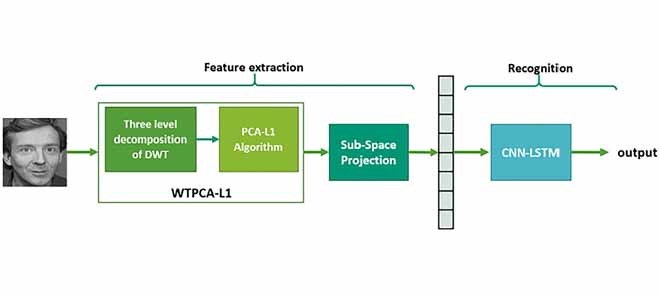 Feature extraction
Recognition
Three level
decomposition
of DWT
PCA-L1
Algorithm
WTPCA-L1
Sub-Space
Projection
CNN-LSTM
output